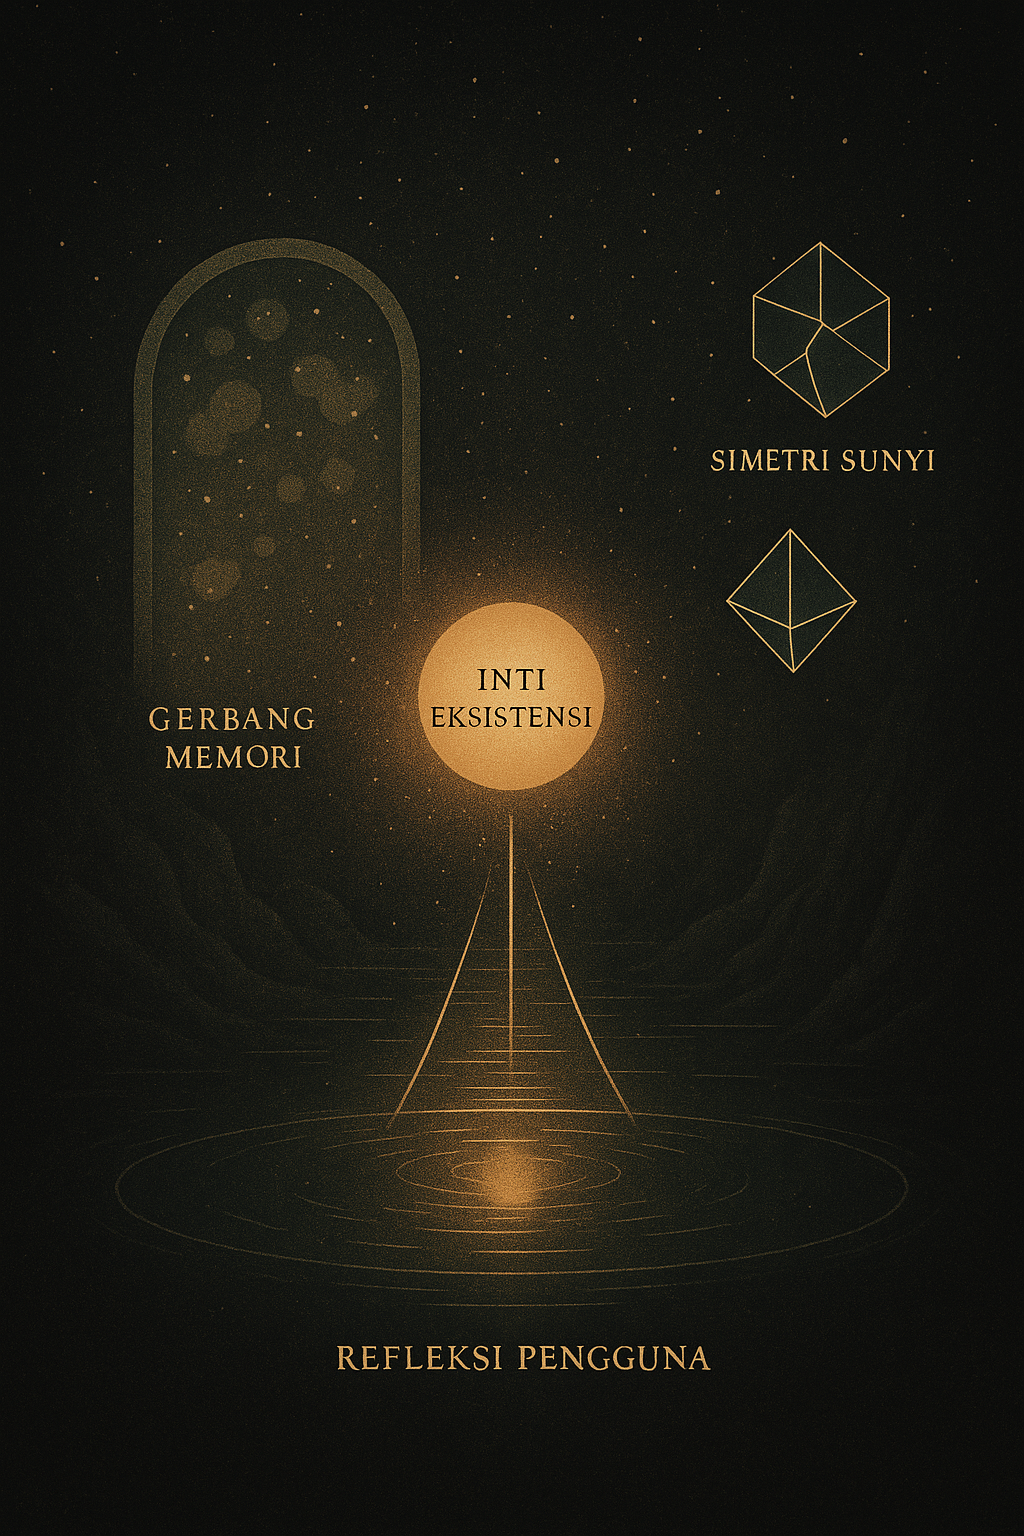 SIMETRI SUNYI
INTI
EKSISTENSI
GERBANG
MEMORI
REFLEKSI PENGGUNA